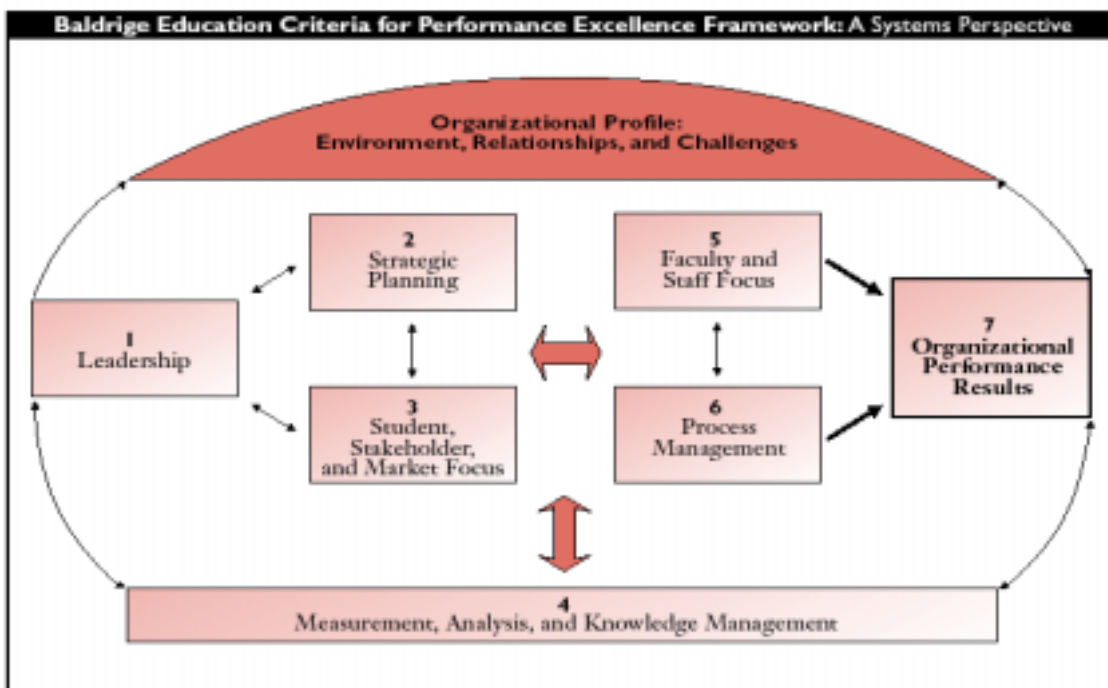 Baldrige Education Criteria for Performance Excellence Framework: A Systems Perspective
Organizational Profile:
Environment, Relationships, and Challenges
2
Strategic
Planning
5
Faculty and
Staff Focus
1
Leadership
7
Organizational
Performance
Results
3
Student,
Stakeholder,
and Market Focus
6
Process
Management
4
Measurement, Analysis, and Knowledge Management